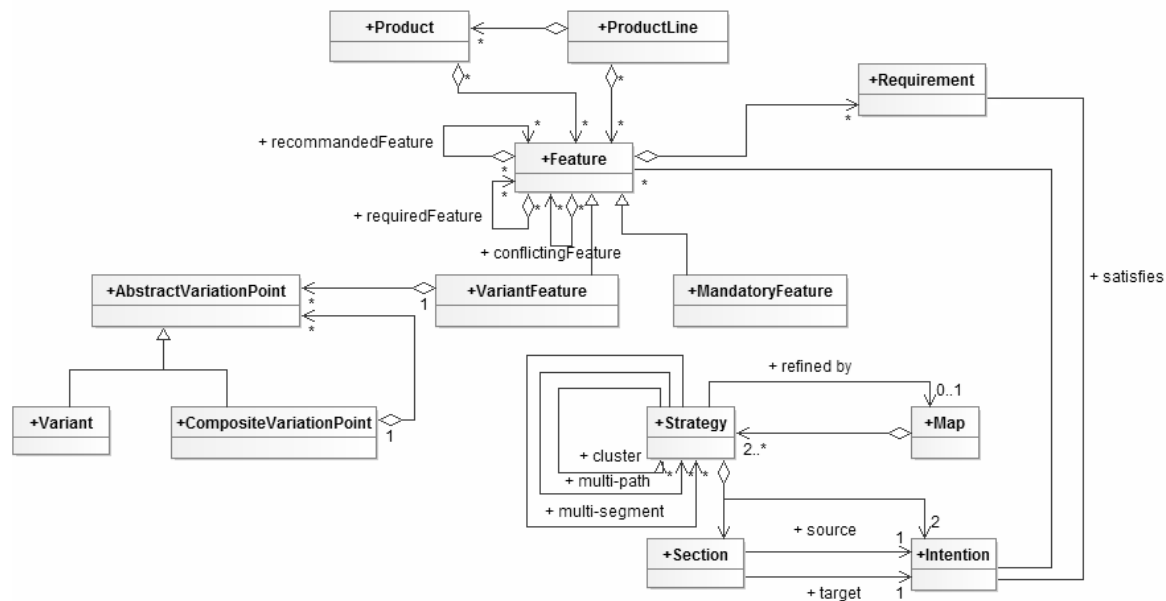 +Product
+ProductLine
*
*
*
+Requirement
*
*
*
*
+ recommandedFeature
+Feature
*
*
*
+ requiredFeature
*
*
*
+ conflictingFeature
+AbstractVariationPoint
+VariantFeature
+MandatoryFeature
+ satisfies
*
1
*
+ refined by
0..1
+Variant
+CompositeVariationPoint
1
+Strategy
+Map
2..*
+ cluster
*
*
*
+ multi-path
+ multi-segment
2
+ source
1
+Section
+Intention
+ target
1